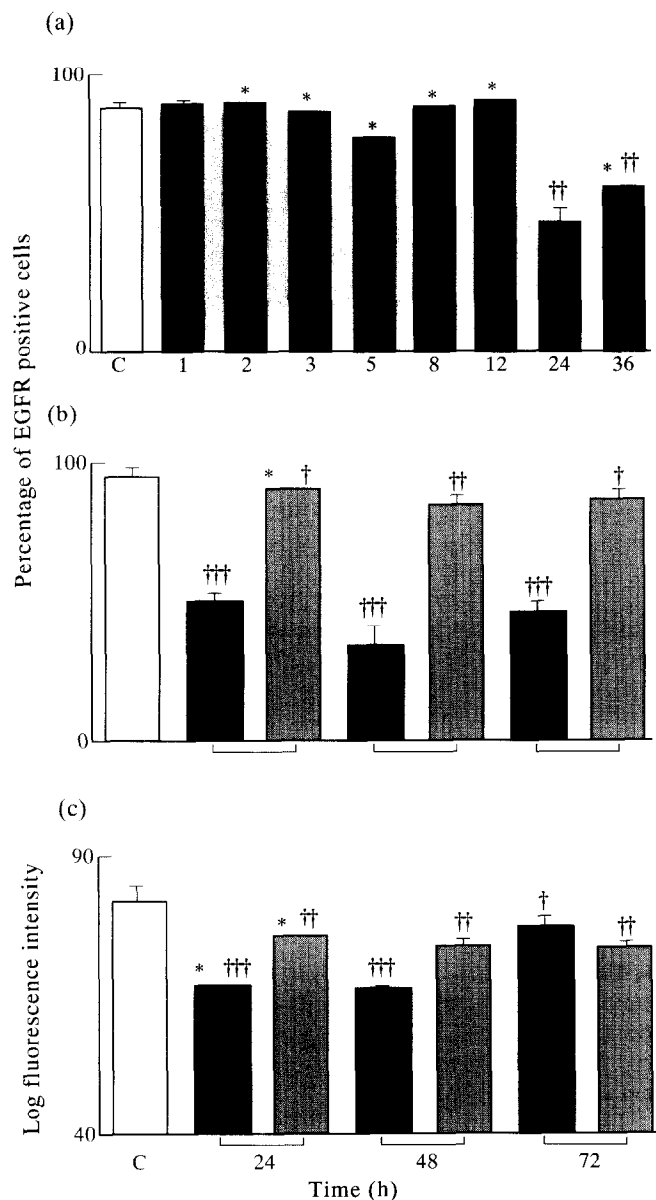 (a)
100
* * * * *
††
* ††
0
C 1 2 3 5 8 12 24 36
Percentage of EGFR positive cells
(b)
100
* †
††
†
†††
†††
†††
0
(c)
Log fluorescence intensity
90
†
* ††
††
††
* †††
†††
40
C 24 48 72
Time (h)